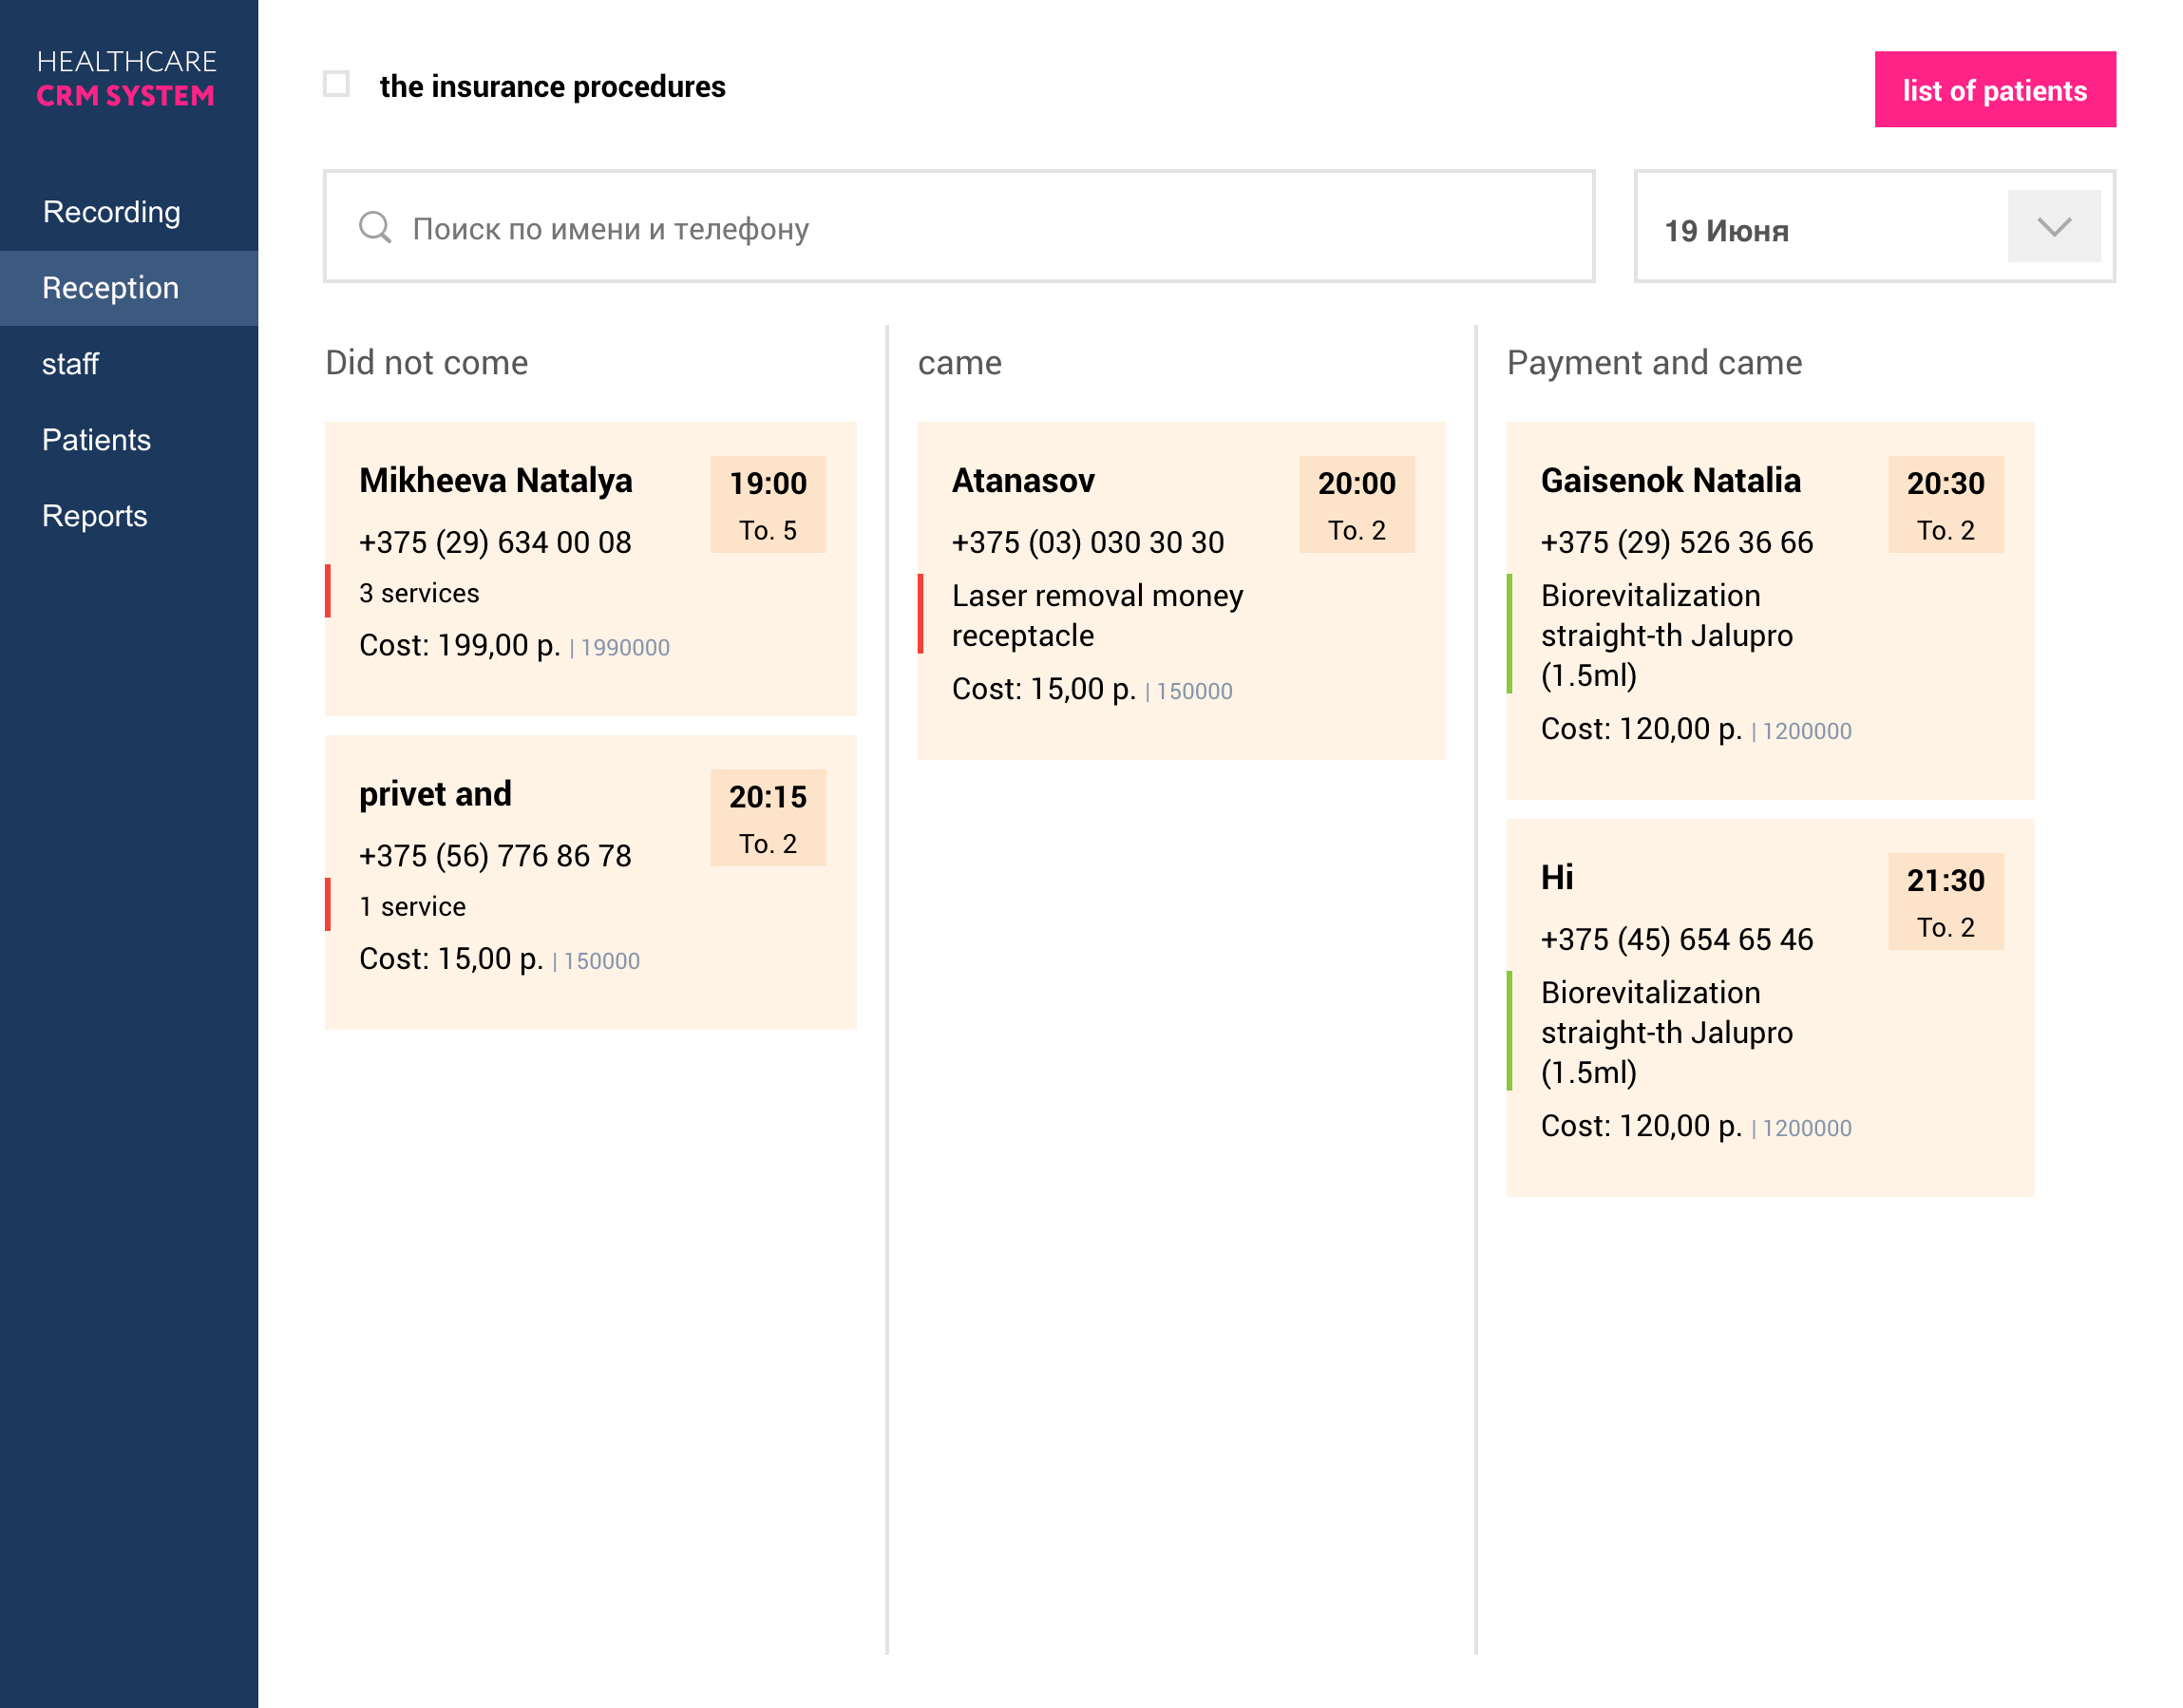 HEALTHCARE
CRM SYSTEM
Recording
Reception
staff
Patients
Reports
the insurance procedures
list of patients
Поиск по имени и телефону
19 Июня
Did not come
Mikheeva Natalya
19:00
To. 5
+375 (29) 634 00 08
3 services
Cost: 199,00 р. | 1990000
privet and
20:15
To. 2
+375 (56) 776 86 78
1 service
Cost: 15,00 р. | 150000
came
Atanasov
20:00
To. 2
+375 (03) 030 30 30
Laser removal money
receptacle
Cost: 15,00 р. | 150000
Payment and came
Gaisenok Natalia
20:30
To. 2
+375 (29) 526 36 66
Biorevitalization
straight-th Jalupro
(1.5ml)
Cost: 120,00 р. | 1200000
Hi
21:30
To. 2
+375 (45) 654 65 46
Biorevitalization
straight-th Jalupro
(1.5ml)
Cost: 120,00 р. | 1200000